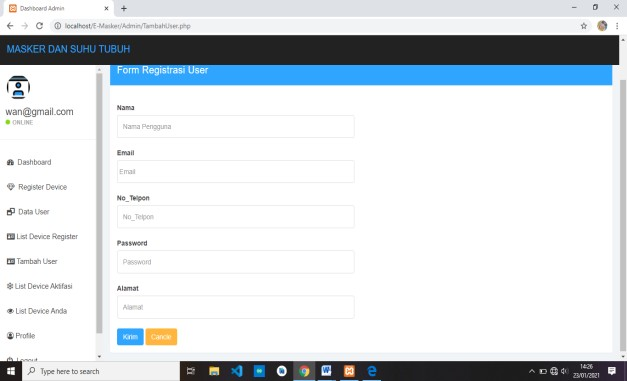 Dashboard Admin
localhost/E-Masker/Admin/TambahUser.php
MASKER DAN SUHU TUBUH
Form Registrasi User
wan@gmail.com
ONLINE
Dashboard
Register Device
Data User
List Device Register
Tambah User
List Device Aktifasi
List Device Anda
Profile
Logout
Nama
Nama Pengguna
Email
Email
No_Telpon
No_Telpon
Password
Password
Alamat
Alamat
Kirim
Cancle
Type here to search
14:26
23/01/2021